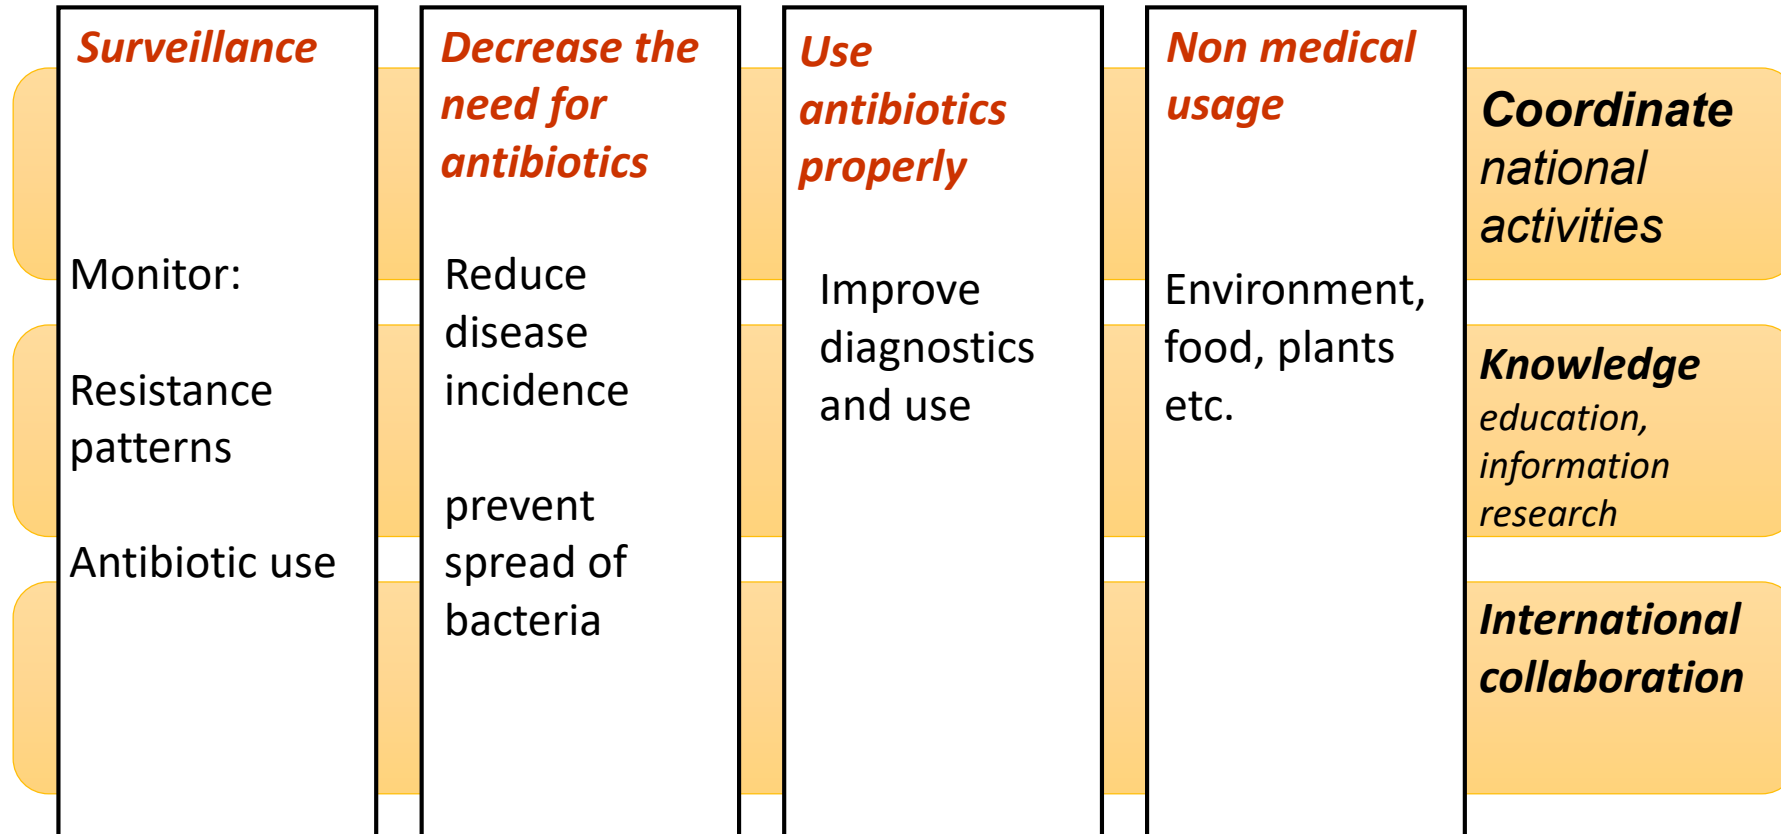 Surveillance
Monitor:
Resistance
patterns
Antibiotic use
Decrease the
need for
antibiotics
Reduce
disease
incidence
prevent
spread of
bacteria
Use
antibiotics
properly
Improve
diagnostics
and use
Non medical
usage
Environment,
food, plants
etc.
Coordinate
national
activities
Knowledge
education,
information
research
International
collaboration